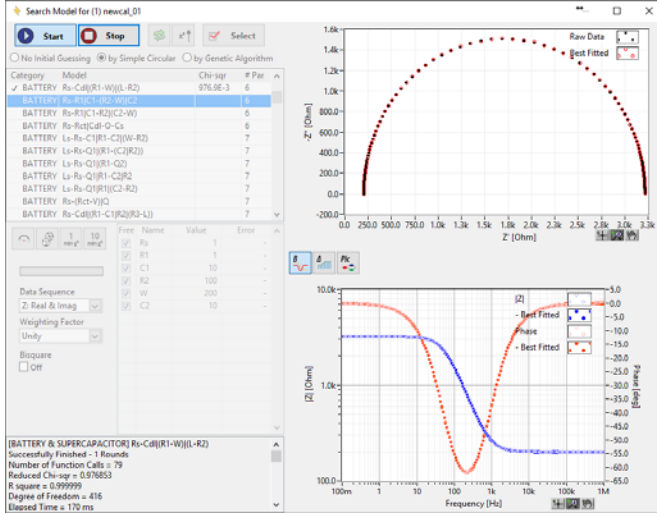 Search Model for (1) newcal_01
Start Stop Select
No Initial Guessing by Simple Circular by Genetic Algorithm
Category Model Chi-sqr # Par
BATTERY Rs-Cdl|(R1-W)|(L-R2) 976.9E-3 6
BATTERY Rs-R1|C1-(R2-W)|C2 6
BATTERY Rs-R1|C1-R2|(C2-W) 6
BATTERY Rs-Rct|Cdl-O-Cs 6
BATTERY Ls-Rs-C1|R1-C2|(W-R2) 7
BATTERY Ls-Rs-Q1|(R1-(C2|R2)) 7
BATTERY Ls-Rs-Q1|(R1-Q2) 7
BATTERY Ls-Rs-Q1|R1-C2|R2 7
BATTERY Ls-Rs-Q1|R1|(C2-R2) 7
BATTERY Rs-(Rct-V)|Q 7
BATTERY Rs-Cdl|(R1-C1|R2|(R3-L)) 7
1 10
Free Name Value Error
Rs 1 -
R1 1 -
C1 10 -
R2 100 -
W 200 -
C2 10 -
Data Sequence
Z: Real & Imag
Weighting Factor
Unity
Bisquare
Off
[BATTERY & SUPERCAPACITOR] Rs-Cdl|(R1-W)|(L-R2)
Successfully Finished - 1 Rounds
Number of Function Calls = 79
Reduced Chi-sqr = 0.976853
R square = 0.999999
Degree of Freedom = 416
Elapsed Time = 170 ms
Raw Data
Best Fitted
-Z" [Ohm]
1.6k
1.4k
1.2k
1.0k
800.0
600.0
400.0
200.0
0.0
-200.0
0.0 250.0 500.0 750.0 1.0k 1.3k 1.5k 1.8k 2.0k 2.3k 2.5k 2.8k 3.0k 3.3k
Z' [Ohm]
|Z|
- Best Fitted
Phase
- Best Fitted
|Z| [Ohm]
10.0k
1.0k
100.0
Phase [deg]
5.0
0.0
-5.0
-10.0
-15.0
-20.0
-25.0
-30.0
-35.0
-40.0
-45.0
-50.0
-55.0
-60.0
-65.0
100m 1 10 100 1k 10k 100k 1M
Frequency [Hz]